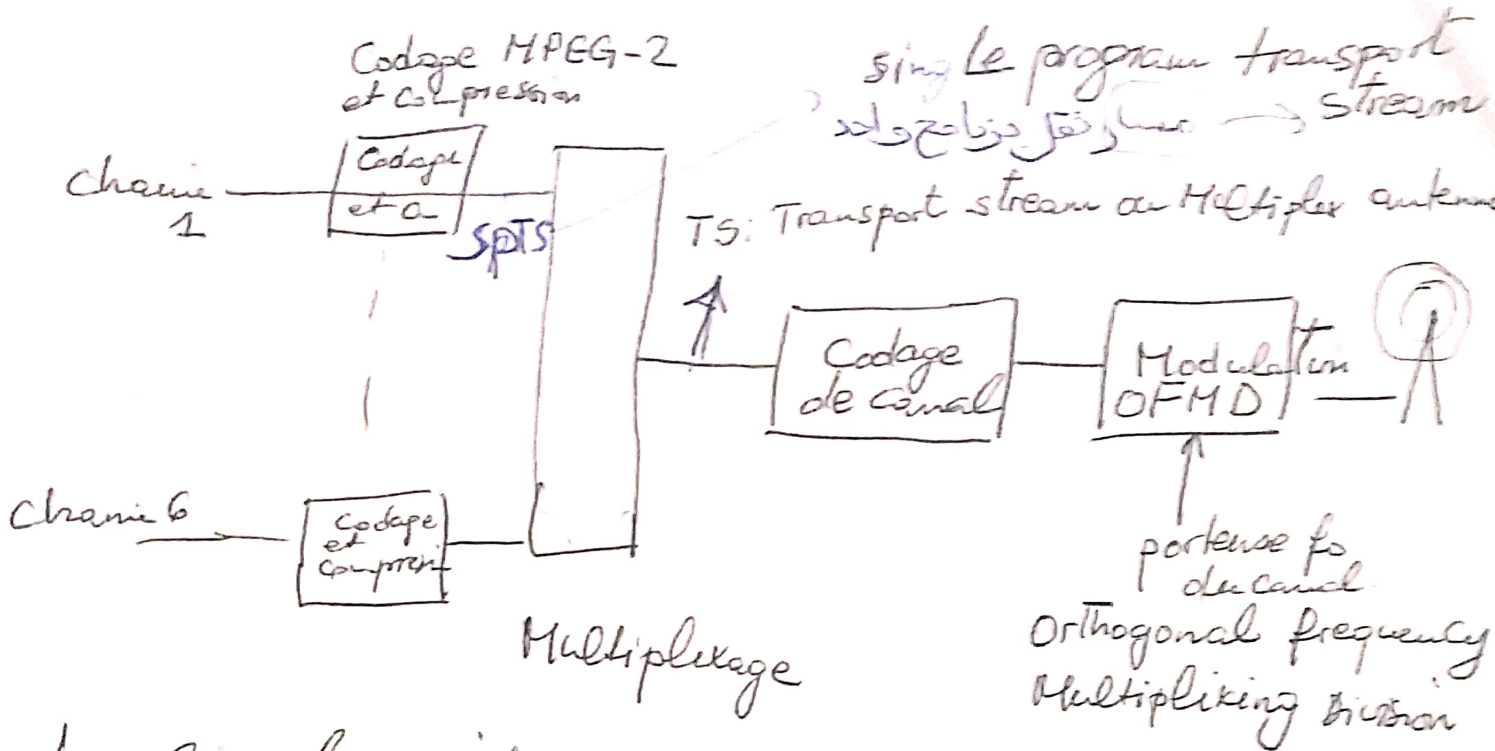 Codage MPEG-2
et compression
single program transport
stream
مسار نقل برنامج واحد
Chaine
1
Codage
et
SPTS
TS: Transport stream ou Multiplex antenne
Codage
de canal
Modulation
OFMD
Chaine 6
Codage
et
compress
porteuse fo
du canal
Orthogonal frequency
Multiplixing Division
Multiplexage